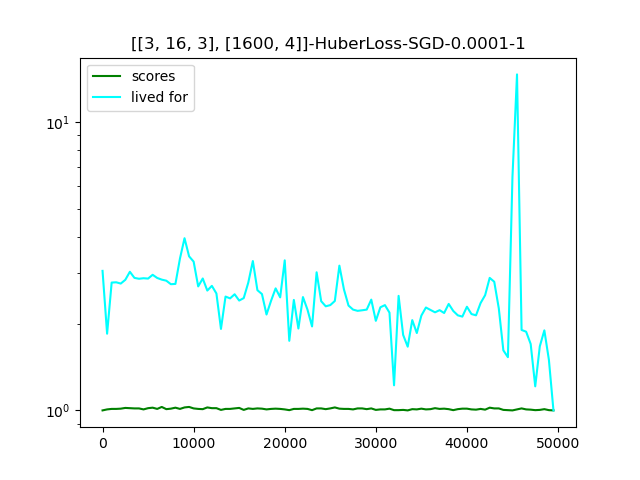 [[3, 16, 3], [1600, 4]]-HuberLoss-SGD-0.0001-1
scores
lived for
10¹
10⁰
0 10000 20000 30000 40000 50000